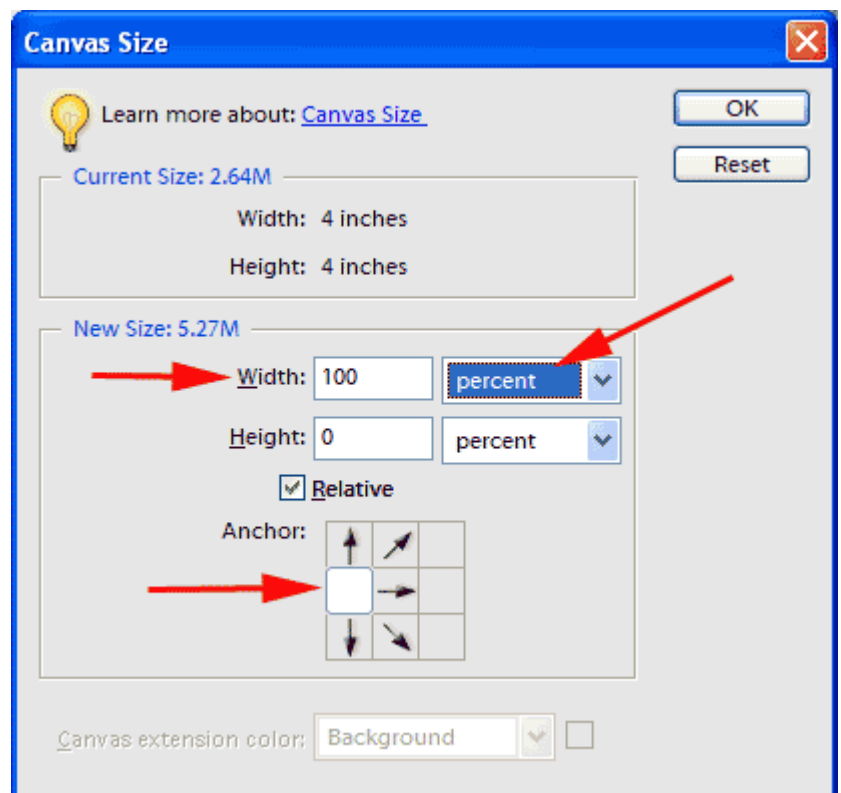 Canvas Size
Learn more about: Canvas Size
OK
Reset
Current Size: 2.64M
Width: 4 inches
Height: 4 inches
New Size: 5.27M
Width: 100 percent
Height: 0 percent
Relative
Anchor:
Canvas extension color: Background